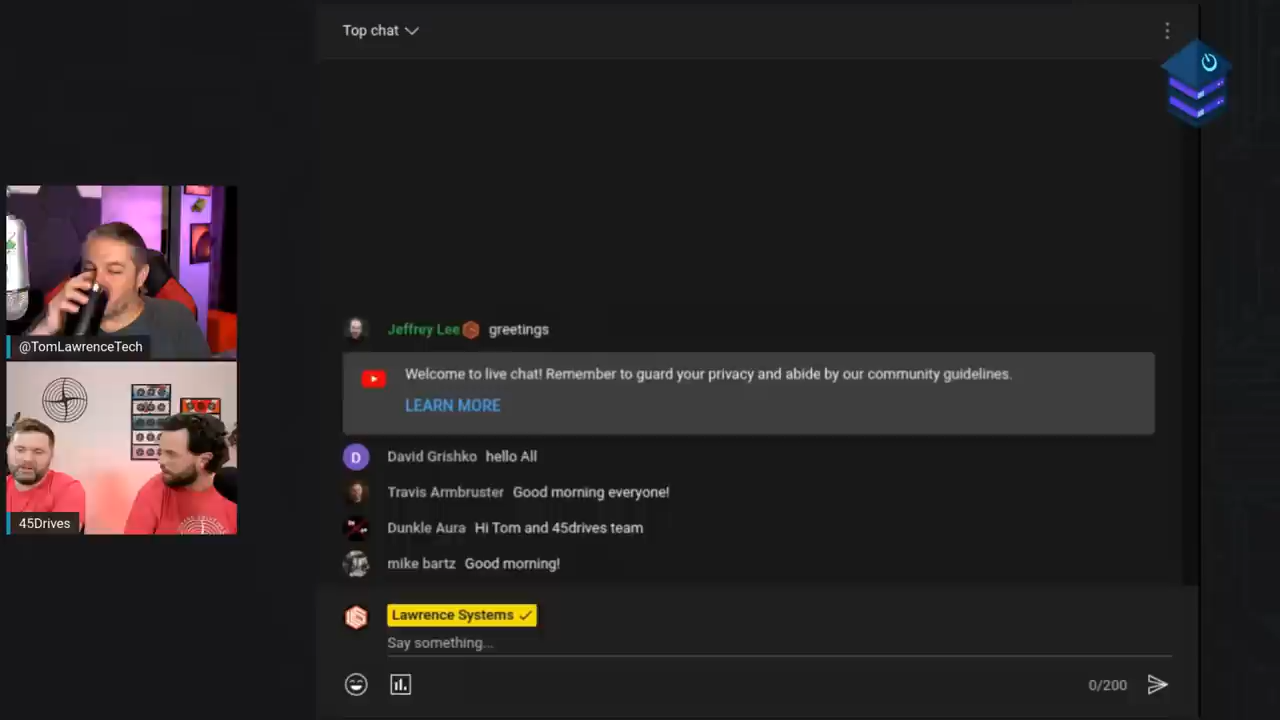 Top chat
Jeffrey Lee greetings
Welcome to live chat! Remember to guard your privacy and abide by our community guidelines.
LEARN MORE
David Grishko hello All
D
Travis Armbruster Good morning everyone!
Dunkle Aura Hi Tom and 45drives team
mike bartz Good morning!
Lawrence Systems
Say something...
0/200
@TomLawrenceTech
45Drives